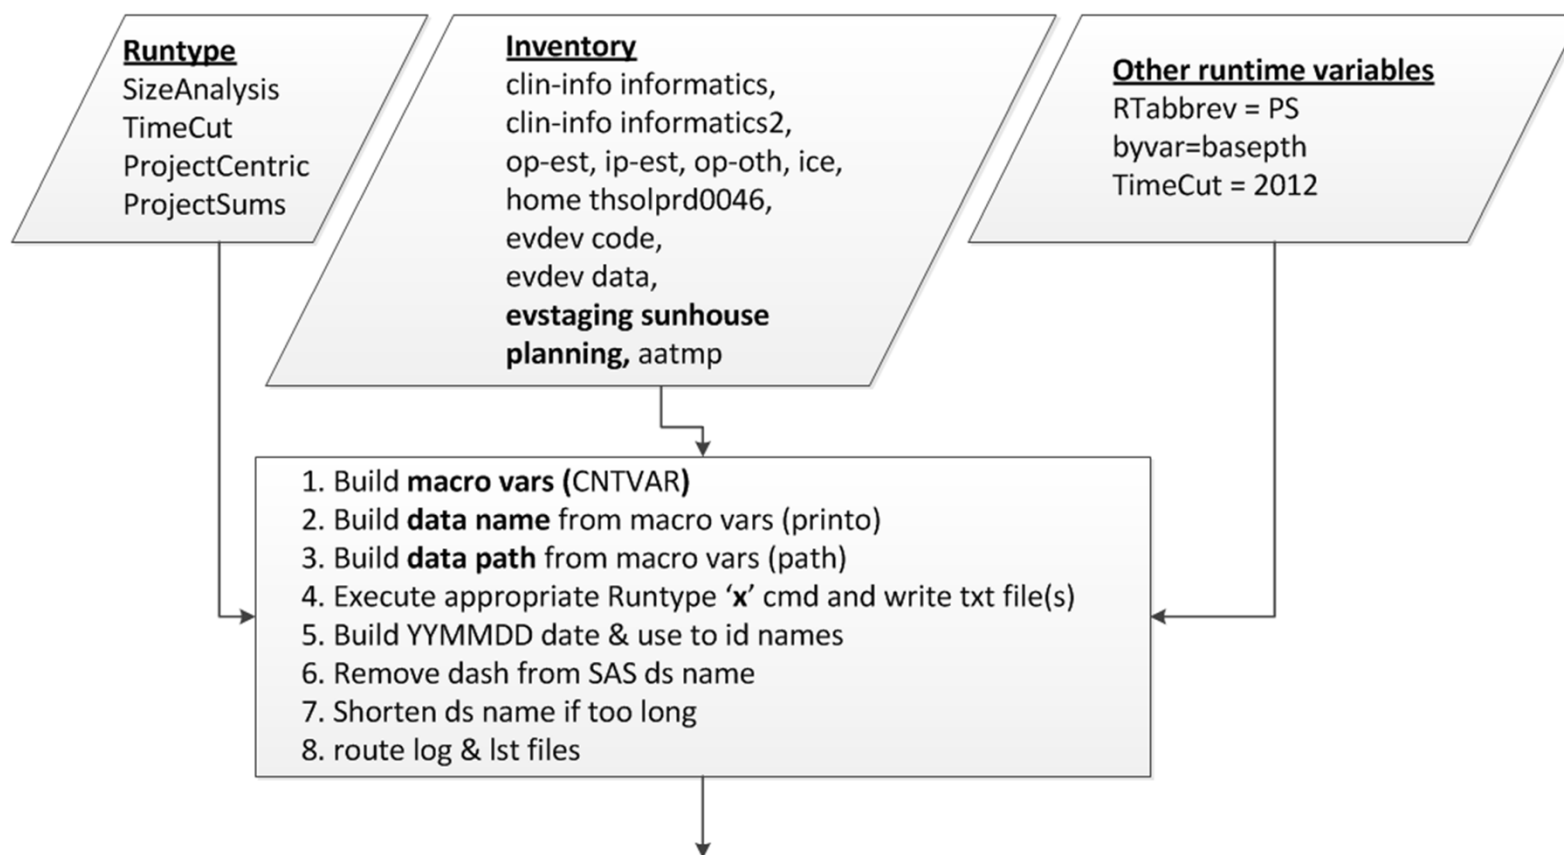 Runtype
SizeAnalysis
TimeCut
ProjectCentric
ProjectSums
Inventory
clin-info informatics,
clin-info informatics2,
op-est, ip-est, op-oth, ice,
home thsolprd0046,
evdev code,
evdev data,
evstaging sunhouse
planning, aatmp
Other runtime variables
RTabbrev = PS
byvar=basepth
TimeCut = 2012
1. Build macro vars (CNTVAR)
2. Build data name from macro vars (printo)
3. Build data path from macro vars (path)
4. Execute appropriate Runtype ‘x’ cmd and write txt file(s)
5. Build YYMMDD date & use to id names
6. Remove dash from SAS ds name
7. Shorten ds name if too long
8. route log & lst files